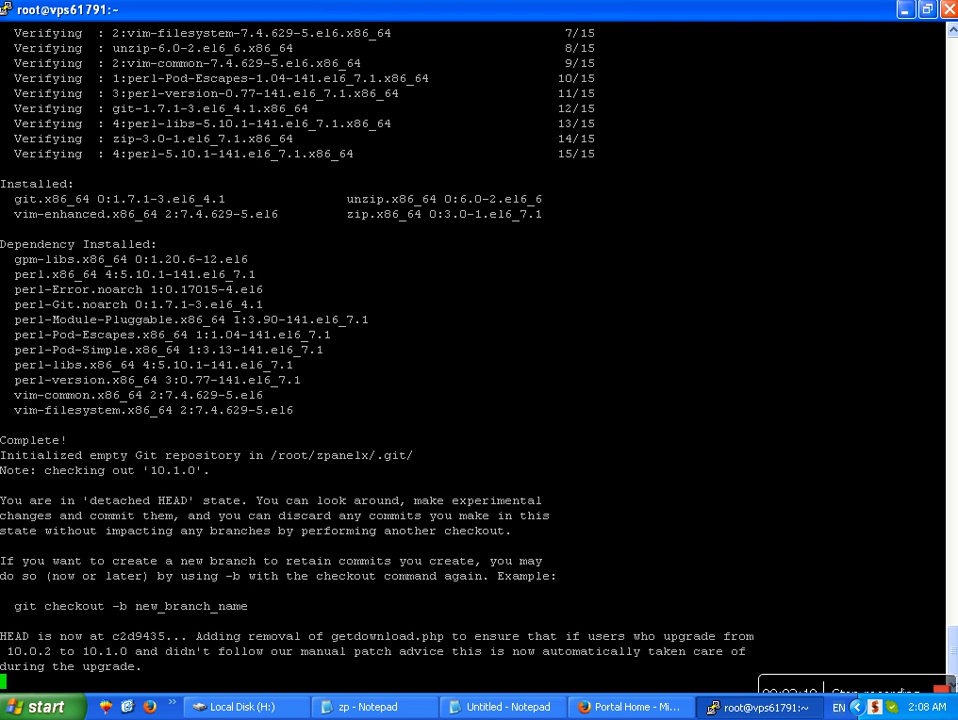 root@vps61791:~
Verifying : 2:vim-filesystem-7.4.629-5.el6.x86_64 7/15
Verifying : unzip-6.0-2.el6_6.x86_64 8/15
Verifying : 2:vim-common-7.4.629-5.el6.x86_64 9/15
Verifying : 1:perl-Pod-Escapes-1.04-141.el6_7.1.x86_64 10/15
Verifying : 3:perl-version-0.77-141.el6_7.1.x86_64 11/15
Verifying : git-1.7.1-3.el6_4.1.x86_64 12/15
Verifying : 4:perl-libs-5.10.1-141.el6_7.1.x86_64 13/15
Verifying : zip-3.0-1.el6_7.1.x86_64 14/15
Verifying : 4:perl-5.10.1-141.el6_7.1.x86_64 15/15
Installed:
git.x86_64 0:1.7.1-3.el6_4.1 unzip.x86_64 0:6.0-2.el6_6
vim-enhanced.x86_64 2:7.4.629-5.el6 zip.x86_64 0:3.0-1.el6_7.1
Dependency Installed:
gpm-libs.x86_64 0:1.20.6-12.el6
perl.x86_64 4:5.10.1-141.el6_7.1
perl-Error.noarch 1:0.17015-4.el6
perl-Git.noarch 0:1.7.1-3.el6_4.1
perl-Module-Pluggable.x86_64 1:3.90-141.el6_7.1
perl-Pod-Escapes.x86_64 1:1.04-141.el6_7.1
perl-Pod-Simple.x86_64 1:3.13-141.el6_7.1
perl-libs.x86_64 4:5.10.1-141.el6_7.1
perl-version.x86_64 3:0.77-141.el6_7.1
vim-common.x86_64 2:7.4.629-5.el6
vim-filesystem.x86_64 2:7.4.629-5.el6
Complete!
Initialized empty Git repository in /root/zpanelx/.git/
Note: checking out '10.1.0'.
You are in 'detached HEAD' state. You can look around, make experimental
changes and commit them, and you can discard any commits you make in this
state without impacting any branches by performing another checkout.
If you want to create a new branch to retain commits you create, you may
do so (now or later) by using -b with the checkout command again. Example:
git checkout -b new_branch_name
HEAD is now at c2d9435... Adding removal of getdownload.php to ensure that if users who upgrade from
10.0.2 to 10.1.0 and didn't follow our manual patch advice this is now automatically taken care of
during the upgrade.
Stop recording
start Local Disk (H:) zp - Notepad Untitled - Notepad Portal Home - Mi... root@vps61791:~ EN 2:08 AM